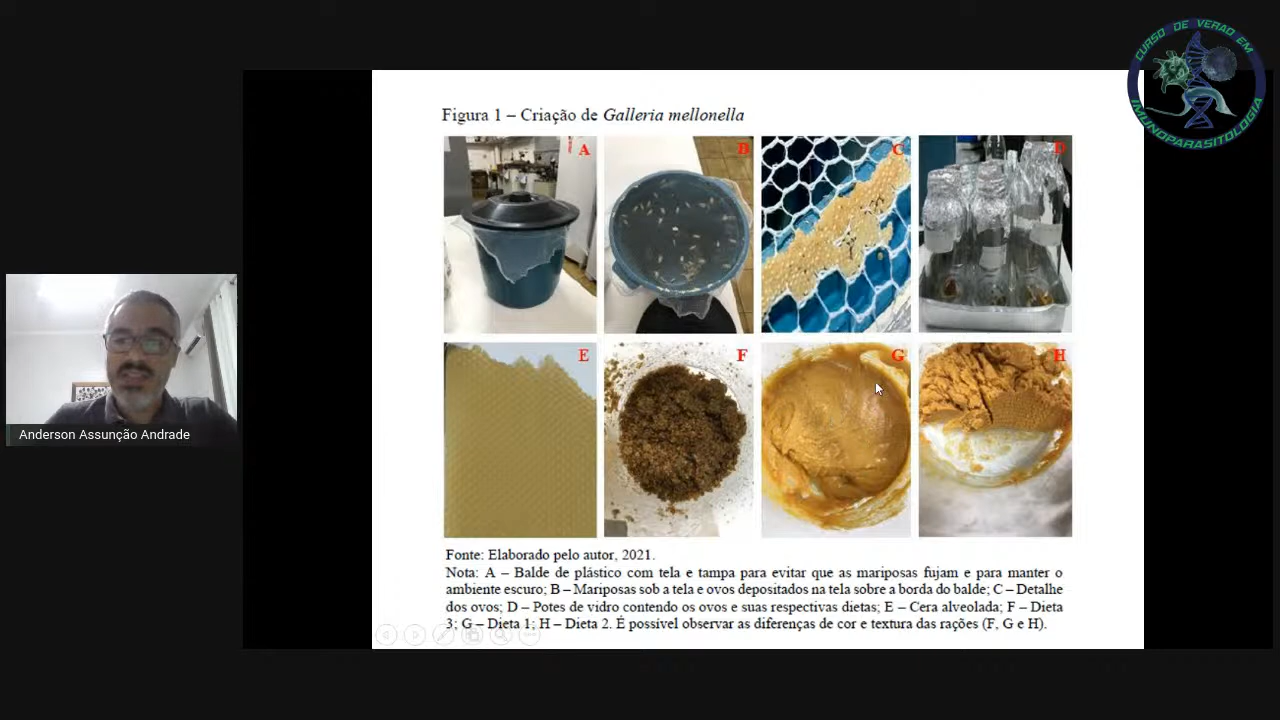 CURSO DE VERÃO EM
IMUNOPARASITOLOGIA
Figura 1 – Criação de Galleria mellonella
A
B
C
D
E
F
G
H
Anderson Assunção Andrade
Fonte: Elaborado pelo autor, 2021.
Nota: A – Balde de plástico com tela e tampa para evitar que as mariposas fujam e para manter o
ambiente escuro; B – Mariposas sob a tela e ovos depositados na tela sobre a borda do balde; C – Detalhe
dos ovos; D – Potes de vidro contendo os ovos e suas respectivas dietas; E – Cera alveolada; F – Dieta
3; G – Dieta 1; H – Dieta 2. É possível observar as diferenças de cor e textura das rações (F, G e H).